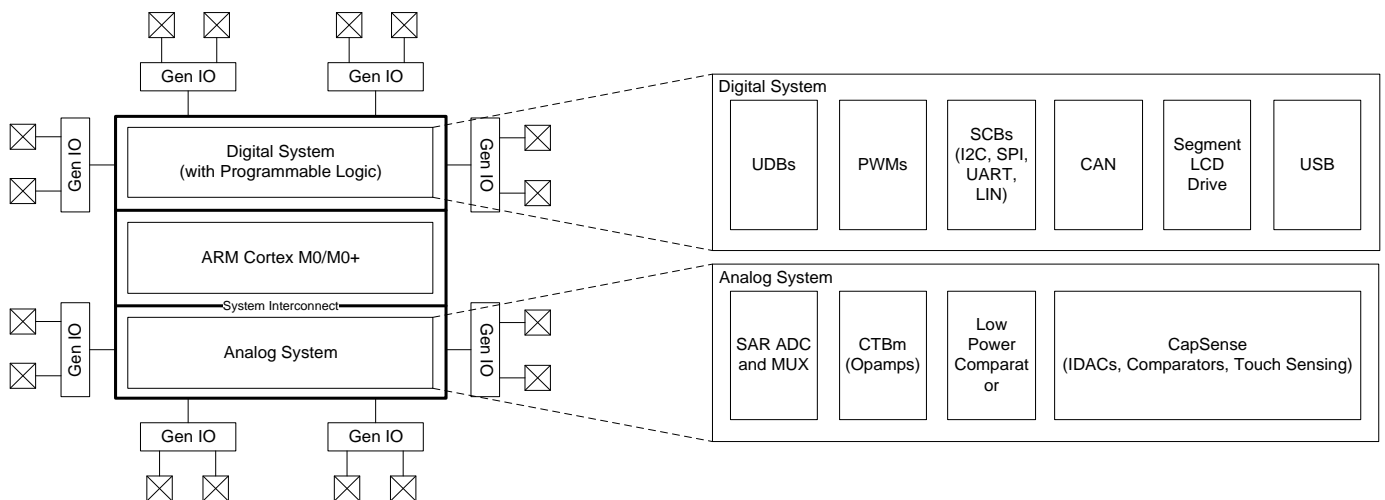 Gen IO
Gen IO
Gen IO
Gen IO
Digital System
(with Programmable Logic)
ARM Cortex M0/M0+
System Interconnect
Gen IO
Gen IO
Analog System
Gen IO
Gen IO
Digital System
UDBs
PWMs
SCBs
(I2C, SPI,
UART,
LIN)
CAN
Segment
LCD
Drive
USB
Analog System
SAR ADC
and MUX
CTBm
(Opamps)
Low
Power
Comparat
or
CapSense
(IDACs, Comparators, Touch Sensing)